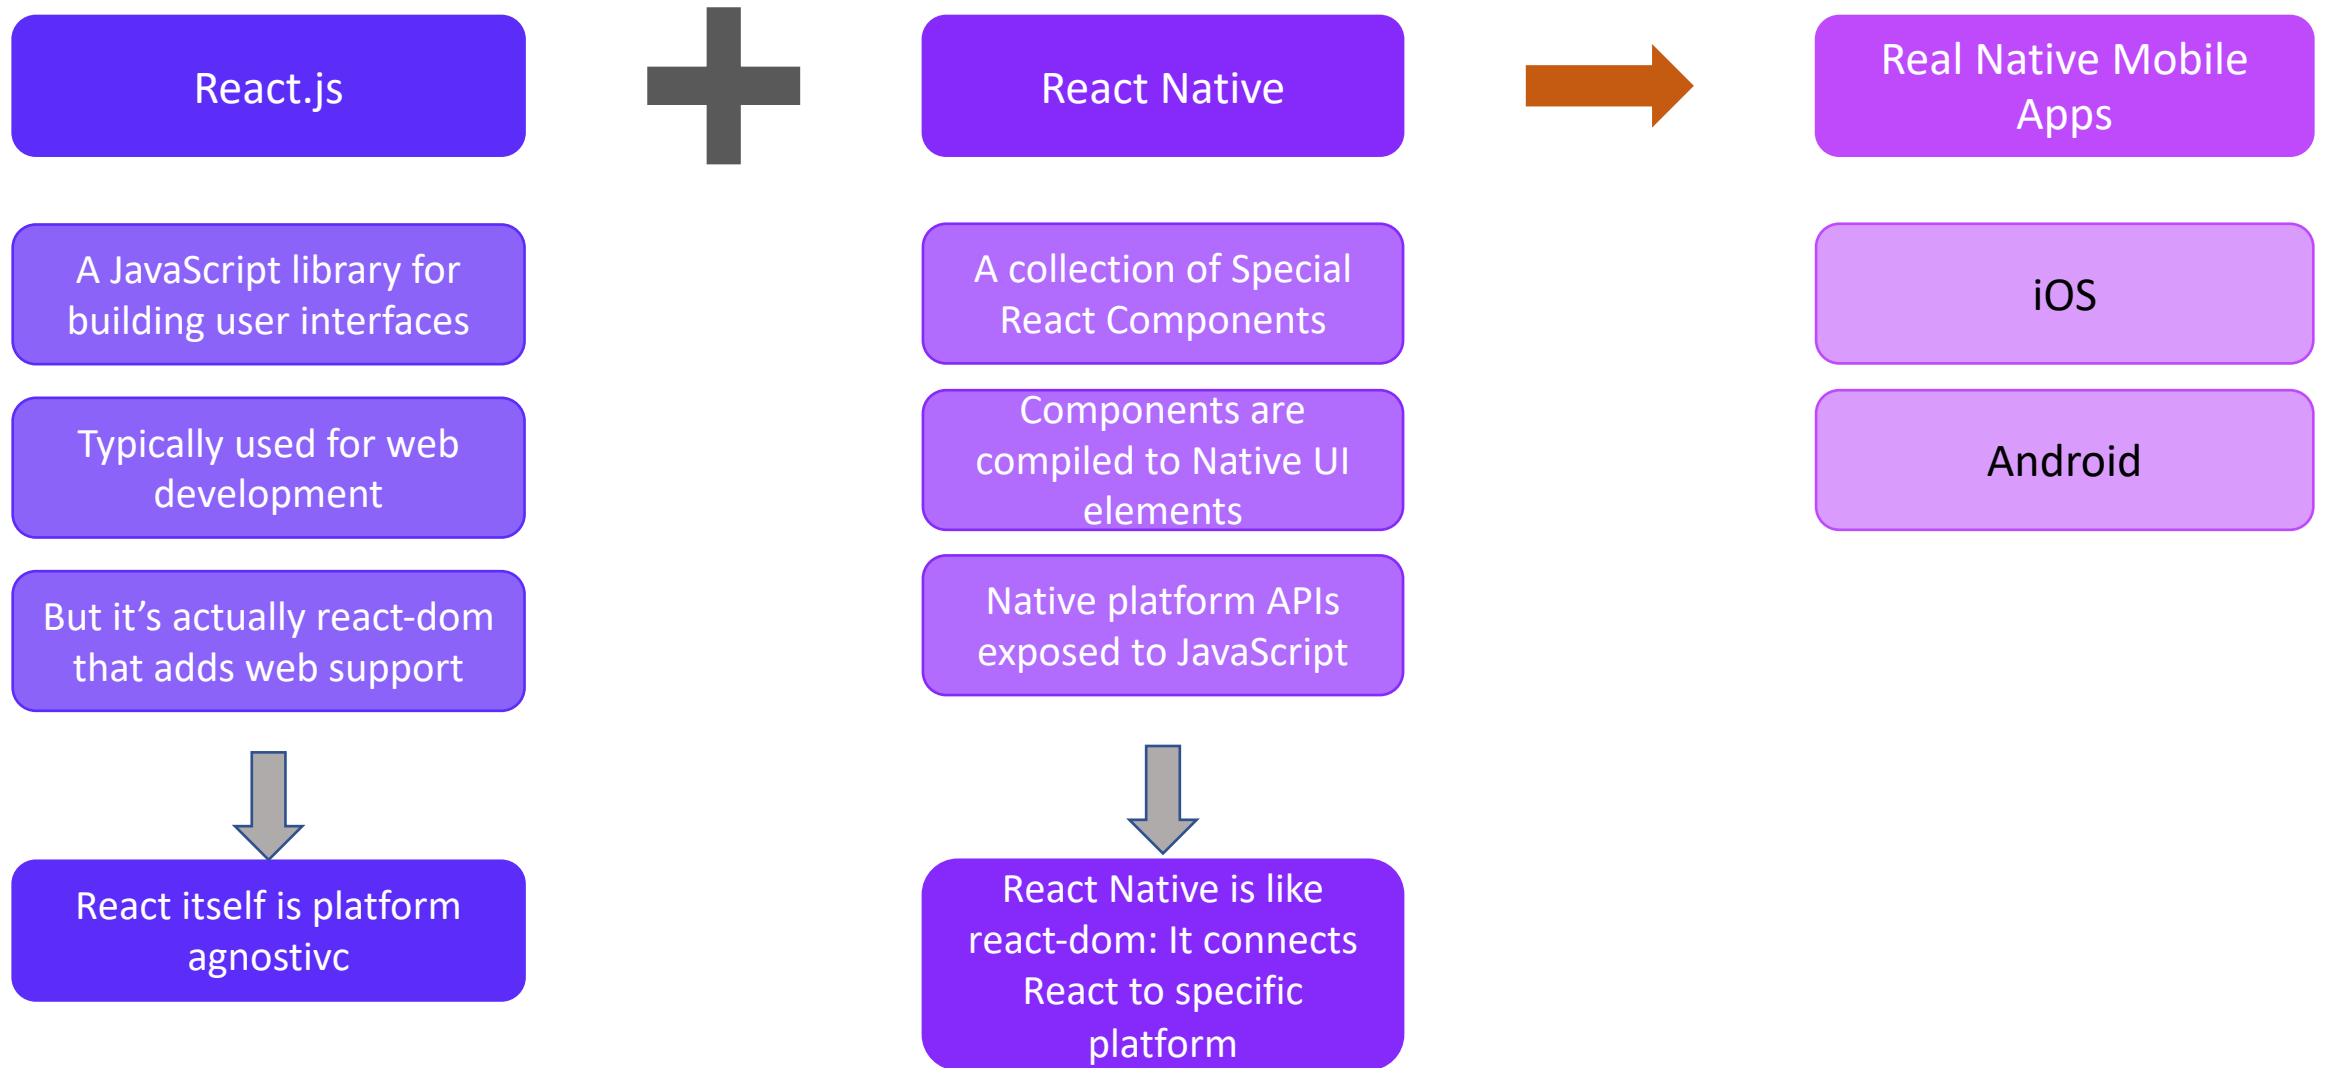 React.js
React Native
Real Native Mobile
Apps
A JavaScript library for
building user interfaces
Typically used for web
development
But it’s actually react-dom
that adds web support
React itself is platform
agnostivc
A collection of Special
React Components
Components are
compiled to Native UI
elements
Native platform APIs
exposed to JavaScript
React Native is like
react-dom: It connects
React to specific
platform
iOS
Android